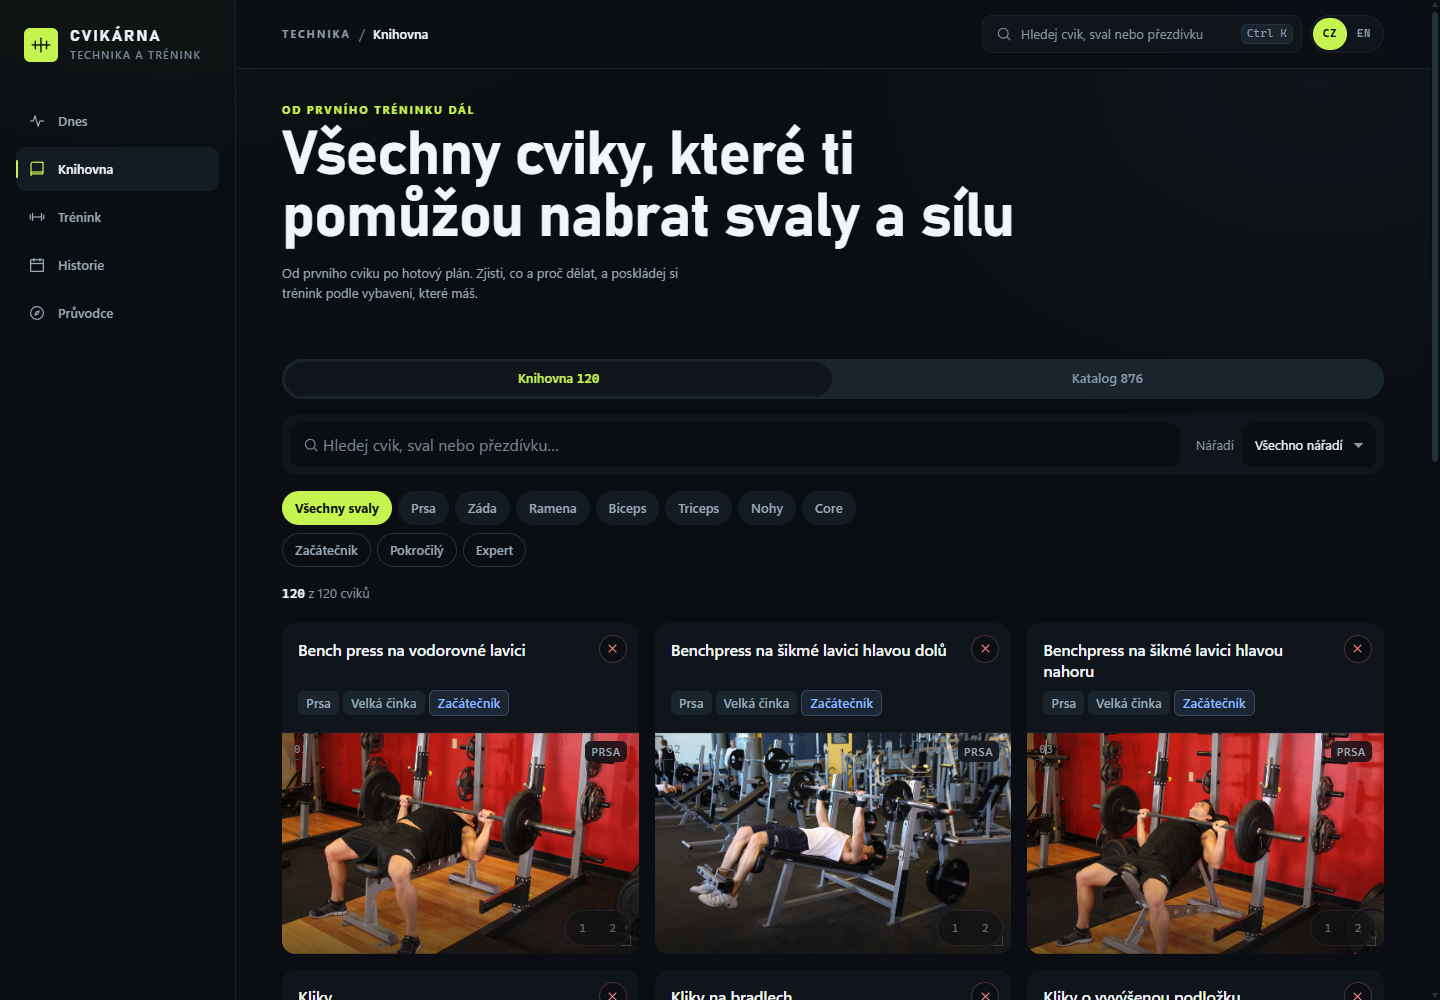 CVIKÁRNA
TECHNIKA A TRÉNINK
Dnes
Knihovna
Trénink
Historie
Průvodce
TECHNIKA / Knihovna
Hledej cvik, sval nebo přezdívku
Ctrl K
CZ
EN
OD PRVNÍHO TRÉNINKU DÁL
Všechny cviky, které ti
pomůžou nabrat svaly a sílu
Od prvního cviku po hotový plán. Zjisti, co a proč dělat, a poskládej si
trénink podle vybavení, které máš.
Knihovna 120
Katalog 876
Hledej cvik, sval nebo přezdívku...
Nářadí
Všechno nářadí
Všechny svaly
Prsa
Záda
Ramena
Biceps
Triceps
Nohy
Core
Začátečník
Pokročilý
Expert
120 z 120 cviků
Bench press na vodorovné lavici
Prsa
Velká činka
Začátečník
PRSA
1 2
Benchpress na šikmé lavici hlavou dolů
Prsa
Velká činka
Začátečník
02
PRSA
1 2
Benchpress na šikmé lavici hlavou
nahoru
Prsa
Velká činka
Začátečník
03
PRSA
1 2
Kliky
Kliky na bradlech
Kliky o vyvýšenou podložku